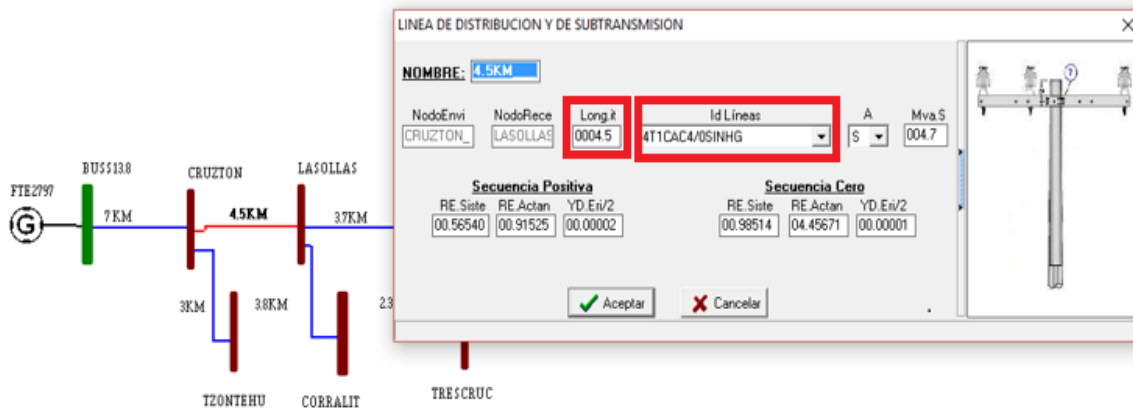 LINEA DE DISTRIBUCION Y DE SUBTRANSMISION
NOMBRE: 4.5KM
NodoEnvi NodoRece Long.it Id Líneas A Mva.S
CRUZTON_ LASOLLAS 0004.5 4T1CAC4/0SINHG S 004.7
Secuencia Positiva Secuencia Cero
RE.Siste RE.Actan YD.Eri/2 RE.Siste RE.Actan YD.Eri/2
00.56540 00.91525 00.00002 00.98514 04.45671 00.00001
Aceptar Cancelar
?
BUSS13.8 CRUZTON LASOLLAS
FTE2797
G
7KM 4.5KM 3.7KM
3KM 3.8KM 2.3
TZONTEHU CORRALIT TRESCRUC